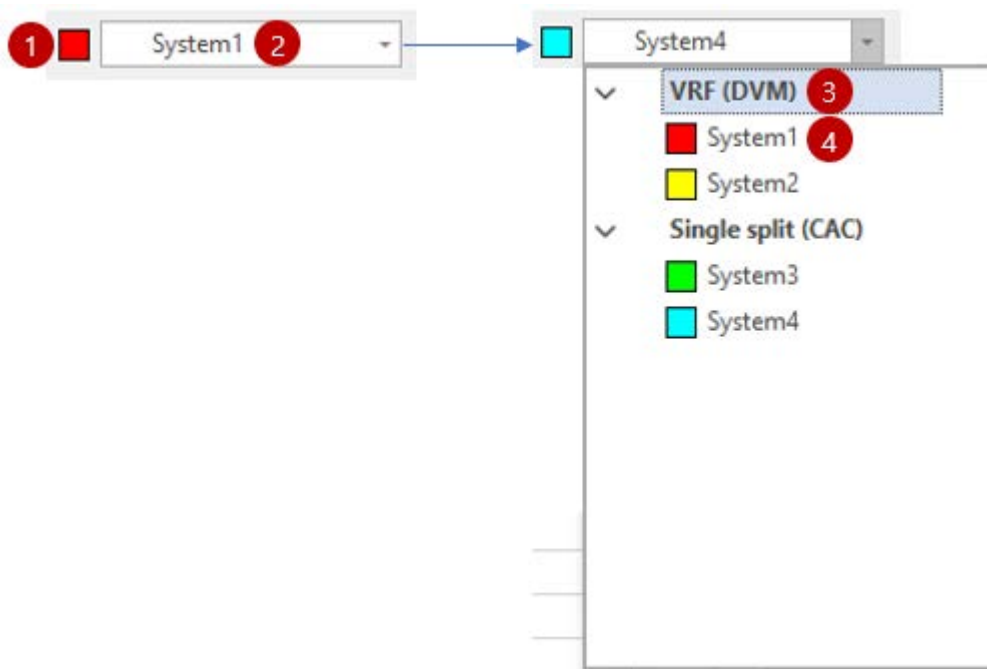 1 System1 2
System4
VRF (DVM) 3
System1 4
System2
Single split (CAC)
System3
System4